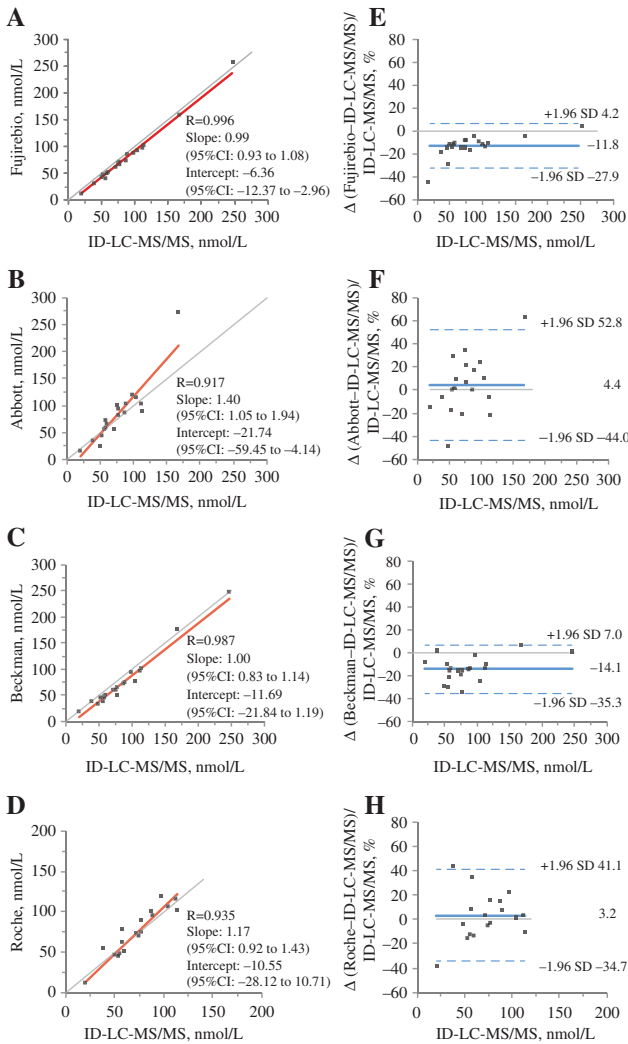 A
Fujirebio, nmol/L
300
250
200
150
100
50
0
0 50 100 150 200 250 300
R=0.996
Slope: 0.99
(95%CI: 0.93 to 1.08)
Intercept: −6.36
(95%CI: −12.37 to −2.96)
ID-LC-MS/MS, nmol/L
E
Δ (Fujirebio–ID-LC-MS/MS)/
ID-LC-MS/MS, %
80
60
40
20
0
−20
−40
−60
0 50 100 150 200 250 300
+1.96 SD 4.2
−11.8
−1.96 SD −27.9
ID-LC-MS/MS, nmol/L
B
Abbott, nmol/L
300
250
200
150
100
50
0
0 50 100 150 200 250 300
R=0.917
Slope: 1.40
(95%CI: 1.05 to 1.94)
Intercept: −21.74
(95%CI: −59.45 to −4.14)
ID-LC-MS/MS, nmol/L
F
Δ (Abbott–ID-LC-MS/MS)/
ID-LC-MS/MS, %
80
60
40
20
0
−20
−40
−60
0 50 100 150 200 250
+1.96 SD 52.8
4.4
−1.96 SD −44.0
ID-LC-MS/MS, nmol/L
C
Beckman, nmol/L
300
250
200
150
100
50
0
0 50 100 150 200 250 300
R=0.987
Slope: 1.00
(95%CI: 0.83 to 1.14)
Intercept: −11.69
(95%CI: −21.84 to 1.19)
ID-LC-MS/MS, nmol/L
G
Δ (Beckman–ID-LC-MS/MS)/
ID-LC-MS/MS, %
80
60
40
20
0
−20
−40
−60
0 50 100 150 200 250 300
+1.96 SD 7.0
−14.1
−1.96 SD −35.3
ID-LC-MS/MS, nmol/L
D
Roche, nmol/L
200
150
100
50
0
0 50 100 150 200
R=0.935
Slope: 1.17
(95%CI: 0.92 to 1.43)
Intercept: −10.55
(95%CI: −28.12 to 10.71)
ID-LC-MS/MS, nmol/L
H
Δ (Roche–ID-LC-MS/MS)/
ID-LC-MS/MS, %
80
60
40
20
0
−20
−40
−60
0 50 100 150 200
+1.96 SD 41.1
3.2
−1.96 SD −34.7
ID-LC-MS/MS, nmol/L